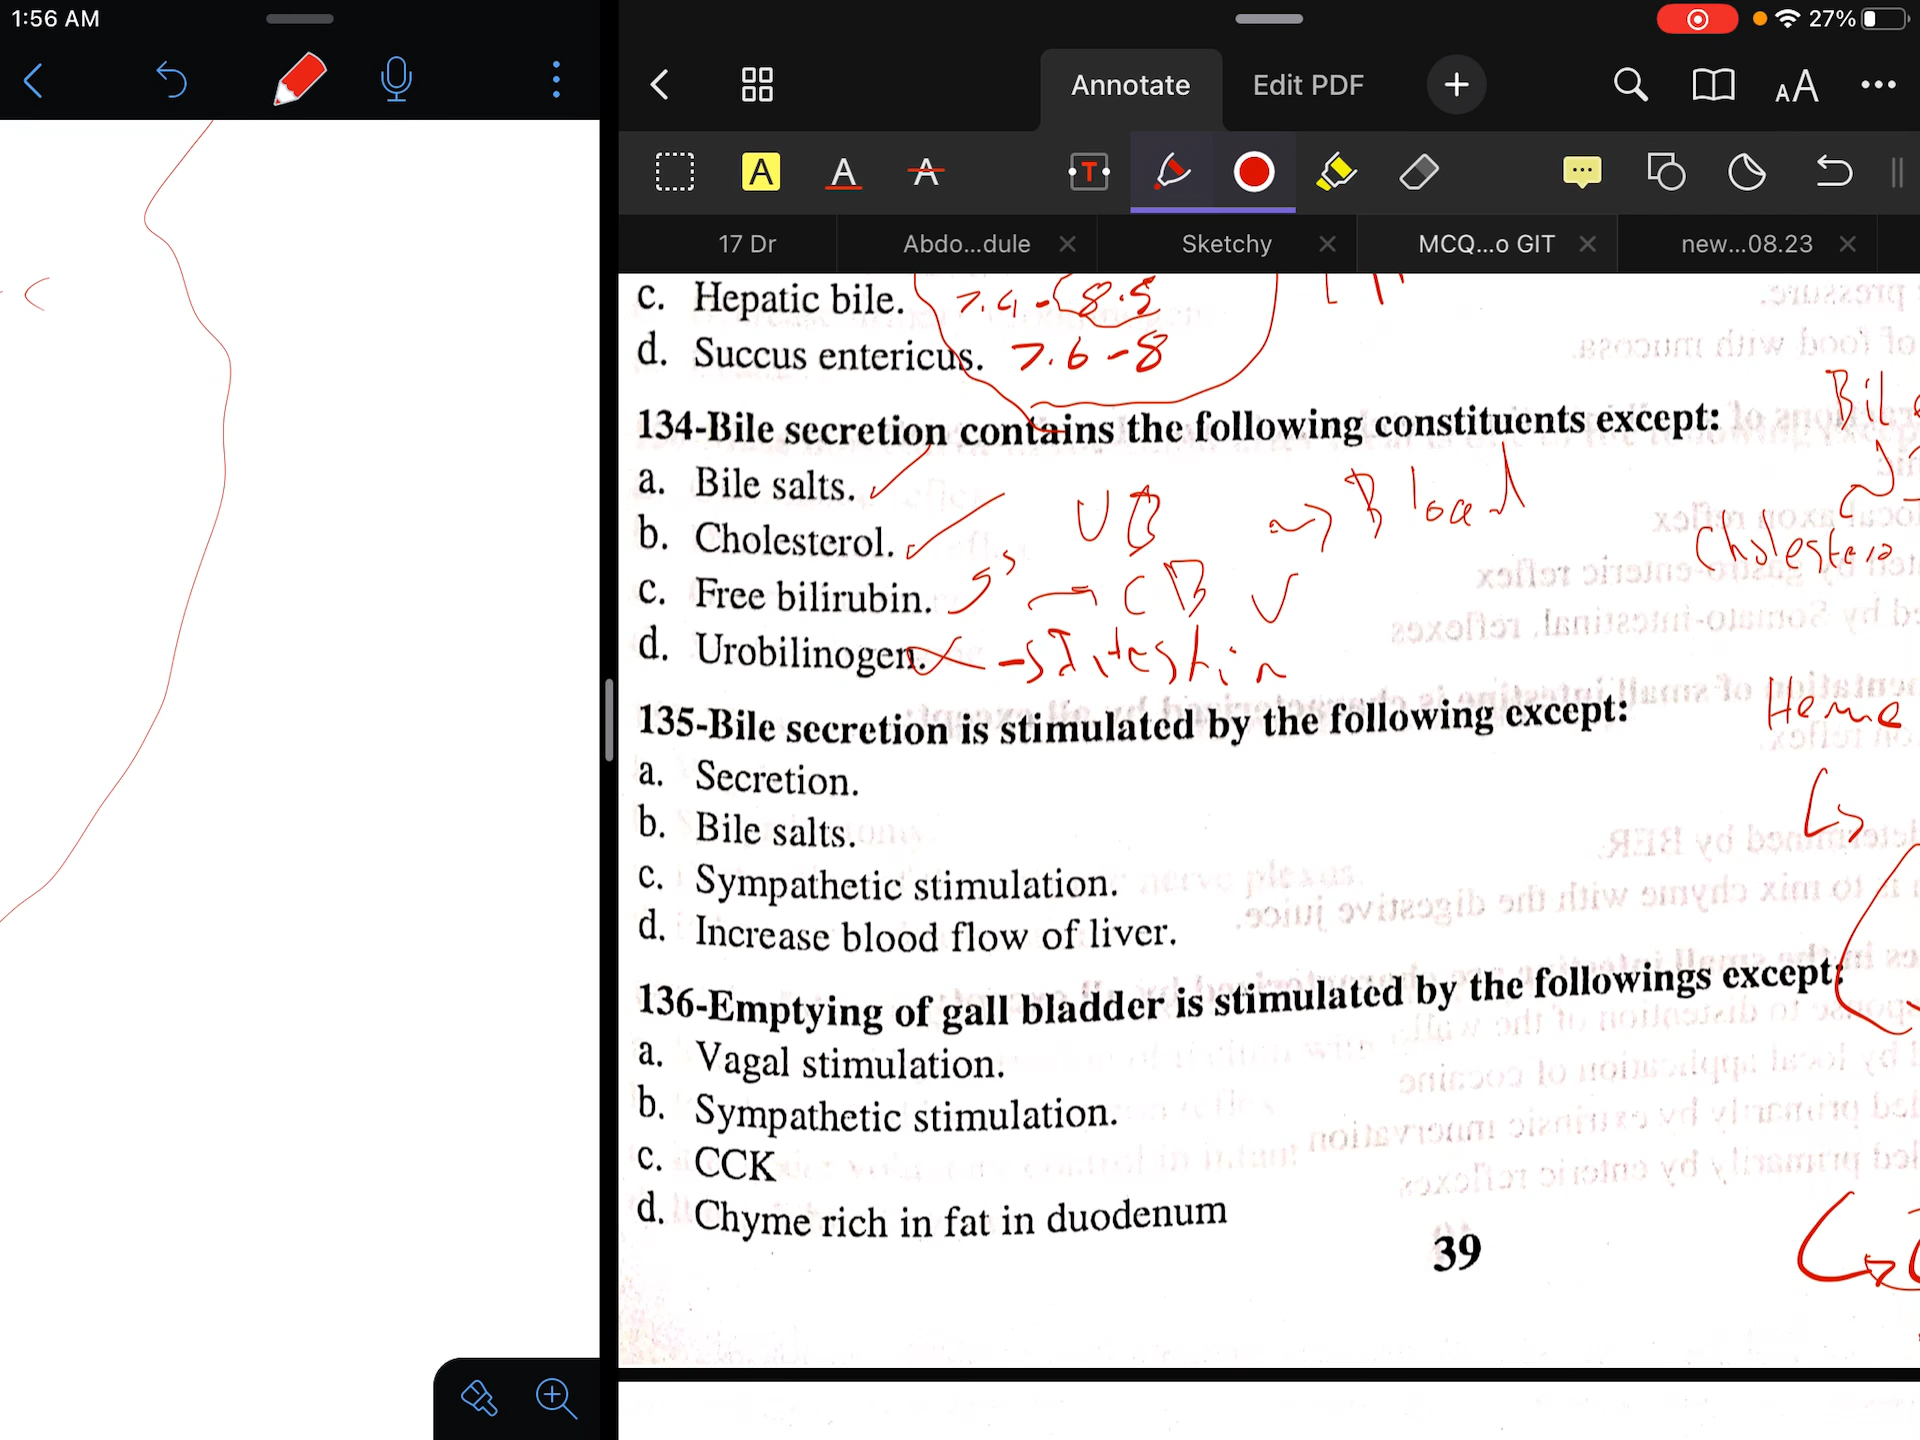 1:56 AM
27%
Annotate
Edit PDF
AA
A
A
A
T
17 Dr
Abdo...dule
Sketchy
MCQ...o GIT
new...08.23
c. Hepatic bile. 7.4-8.5
d. Succus entericus. 7.6-8
134-Bile secretion contains the following constituents except:
a. Bile salts.
b. Cholesterol. UB Blood
c. Free bilirubin. CB
d. Urobilinogen.
Cholestero
135-Bile secretion is stimulated by the following except:
Heme
a. Secretion.
b. Bile salts.
c. Sympathetic stimulation.
d. Increase blood flow of liver.
136-Emptying of gall bladder is stimulated by the followings except:
a. Vagal stimulation.
b. Sympathetic stimulation.
c. CCK
d. Chyme rich in fat in duodenum
39